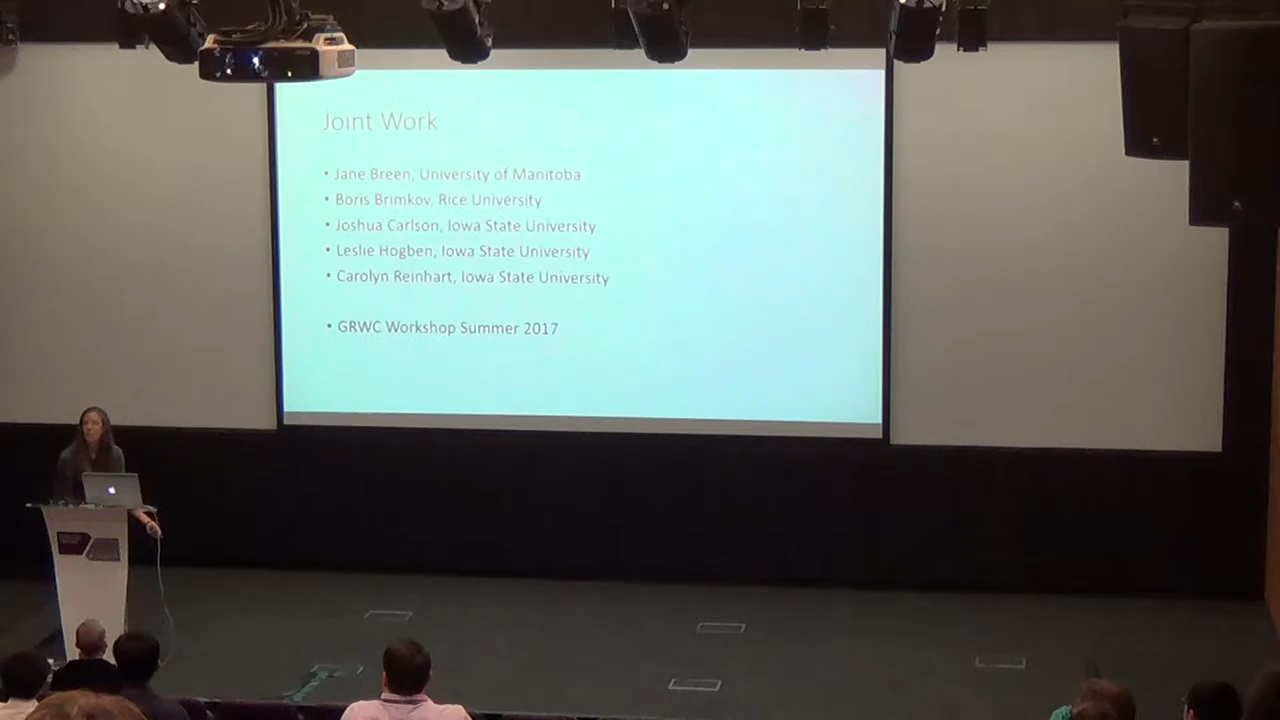 Joint Work
• Jane Breen, University of Manitoba
• Boris Brimkov, Rice University
• Joshua Carlson, Iowa State University
• Leslie Hogben, Iowa State University
• Carolyn Reinhart, Iowa State University
• GRWC Workshop Summer 2017